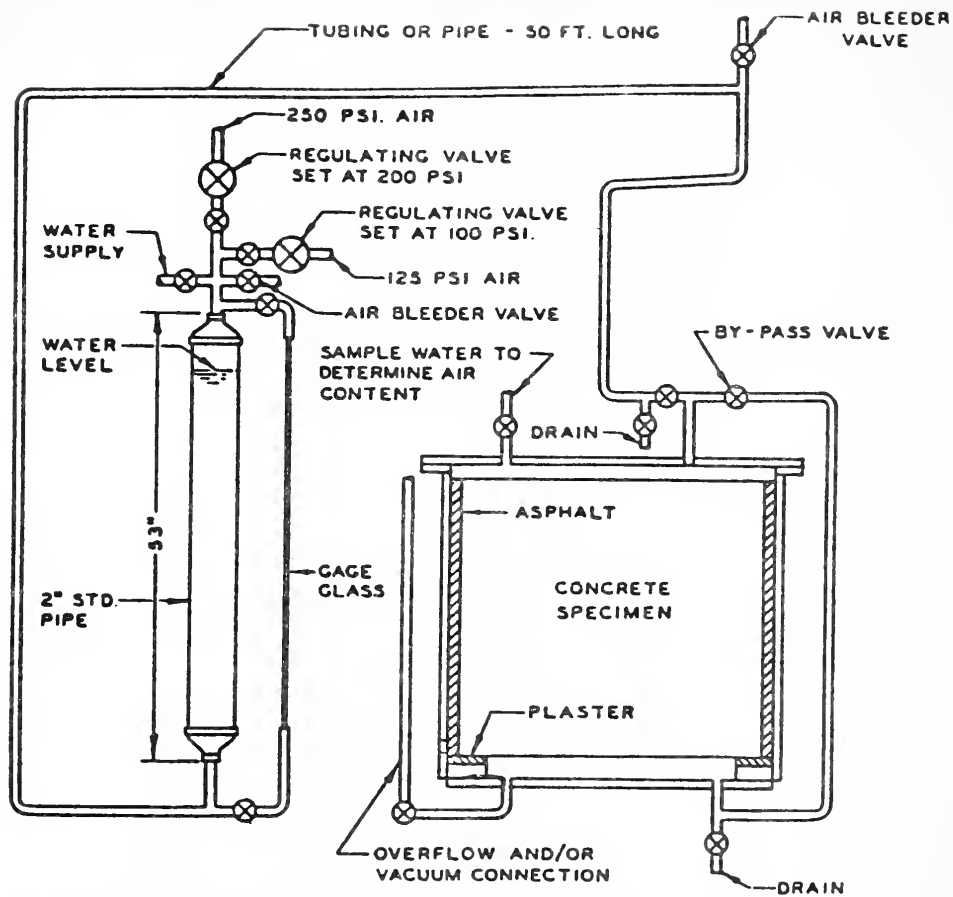 TUBING OR PIPE - 50 FT. LONG
AIR BLEEDER
VALVE
250 PSI. AIR
REGULATING VALVE
SET AT 200 PSI
REGULATING VALVE
SET AT 100 PSI.
WATER
SUPPLY
125 PSI AIR
AIR BLEEDER VALVE
WATER
LEVEL
SAMPLE WATER TO
DETERMINE AIR
CONTENT
BY-PASS VALVE
DRAIN
ASPHALT
53"
GAGE
GLASS
2" STD.
PIPE
CONCRETE
SPECIMEN
PLASTER
OVERFLOW AND/OR
VACUUM CONNECTION
DRAIN